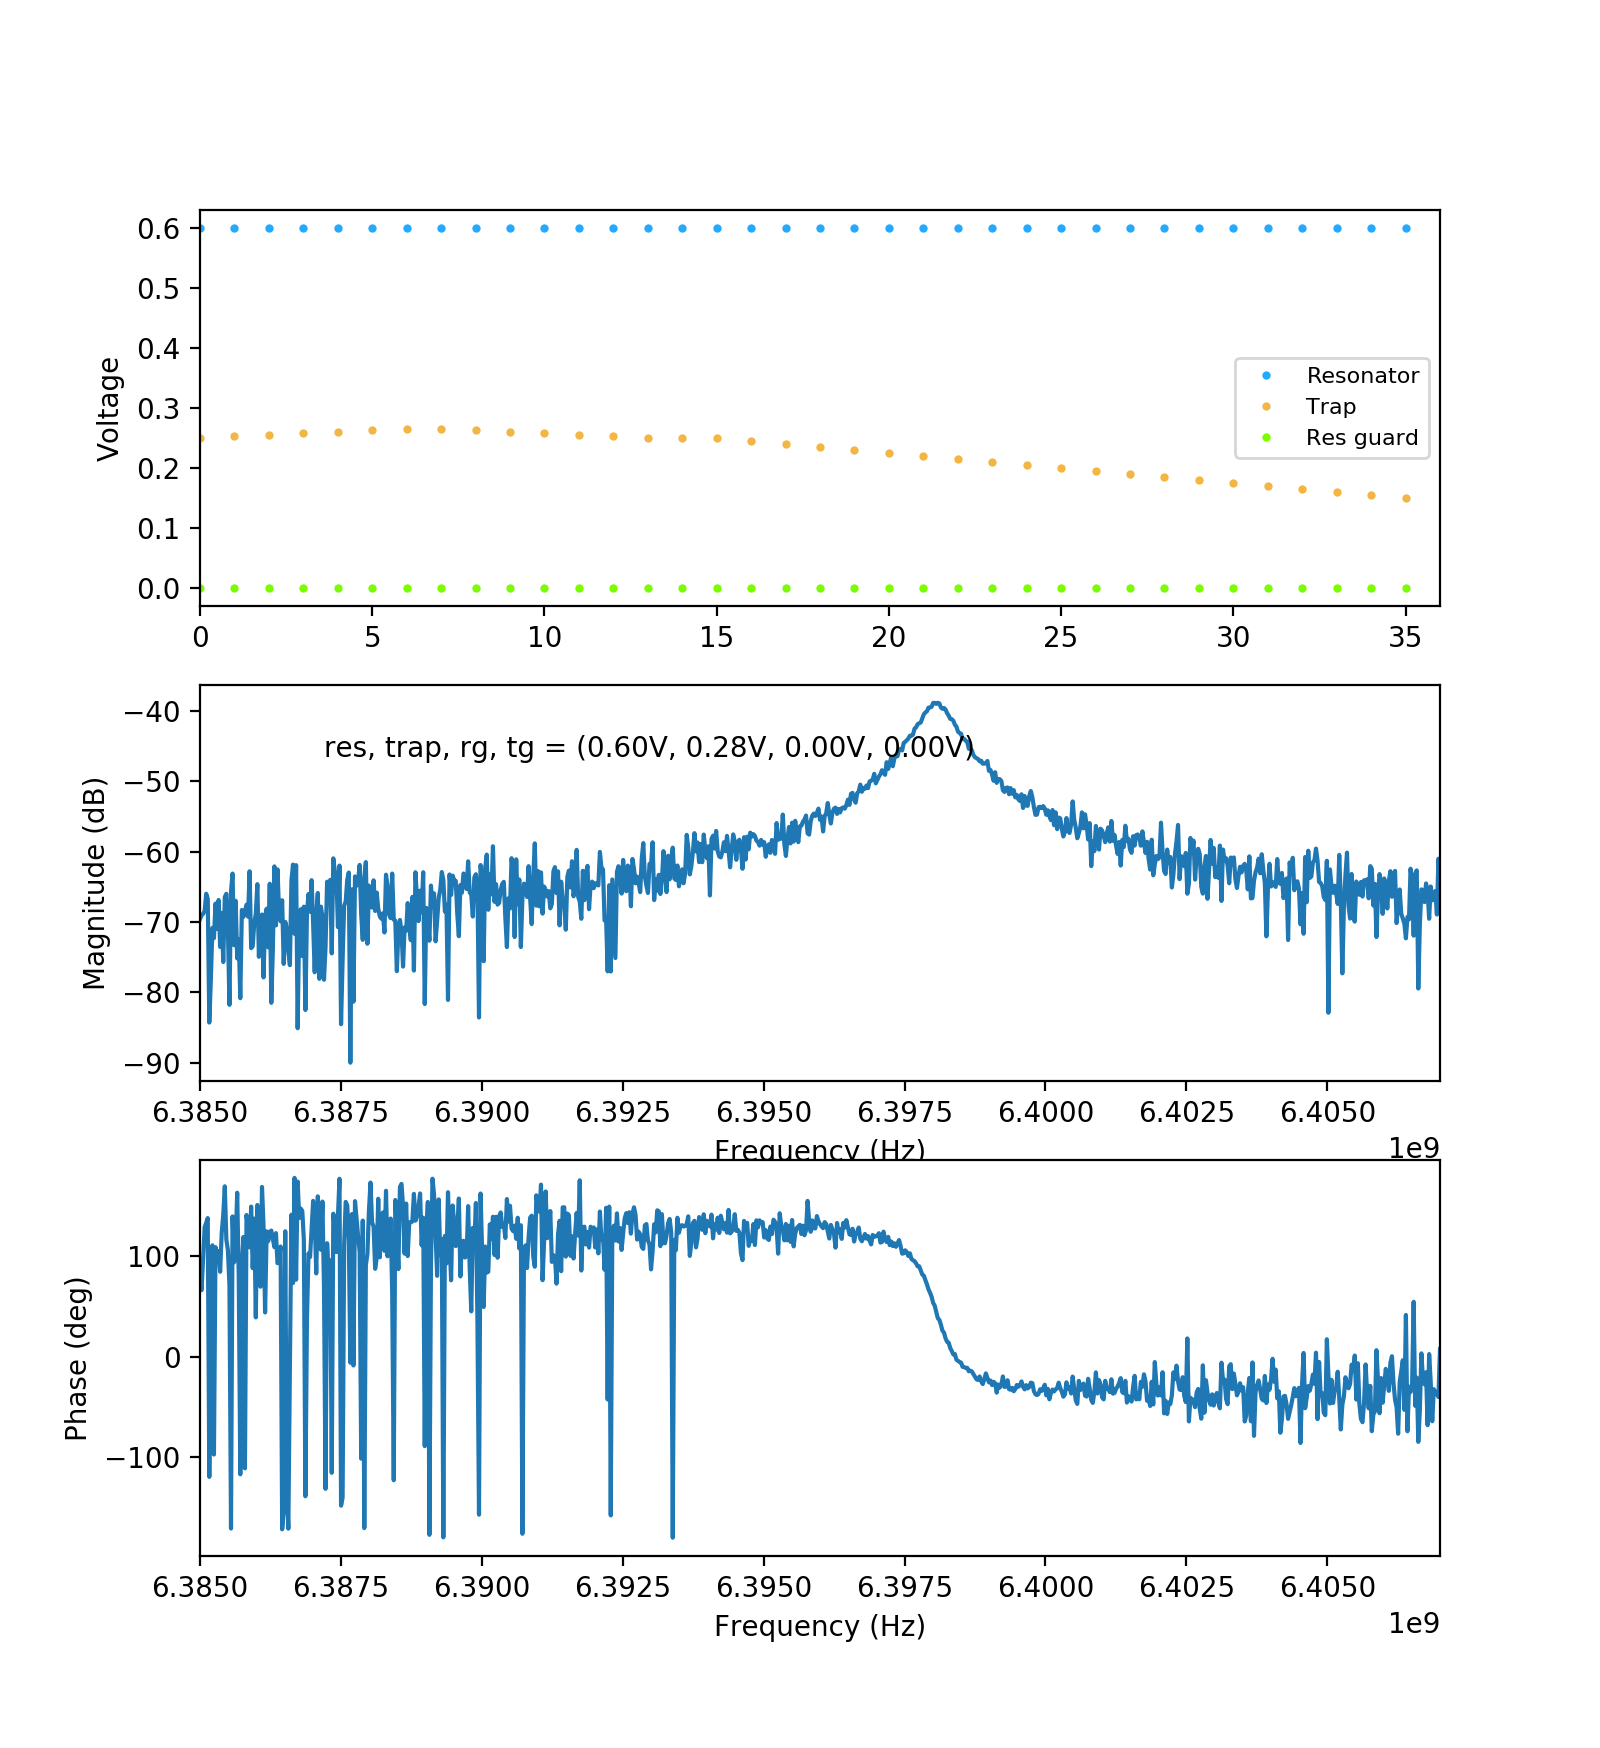 0.6
0.5
0.4
0.3
0.2
0.1
0.0
Voltage
Resonator
Trap
Res guard
0 5 10 15 20 25 30 35
−40
−50
−60
−70
−80
−90
Magnitude (dB)
res, trap, rg, tg = (0.60V, 0.28V, 0.00V, 0.00V)
6.3850 6.3875 6.3900 6.3925 6.3950 6.3975 6.4000 6.4025 6.4050
Frequency (Hz)
1e9
100
0
−100
Phase (deg)
6.3850 6.3875 6.3900 6.3925 6.3950 6.3975 6.4000 6.4025 6.4050
Frequency (Hz)
1e9